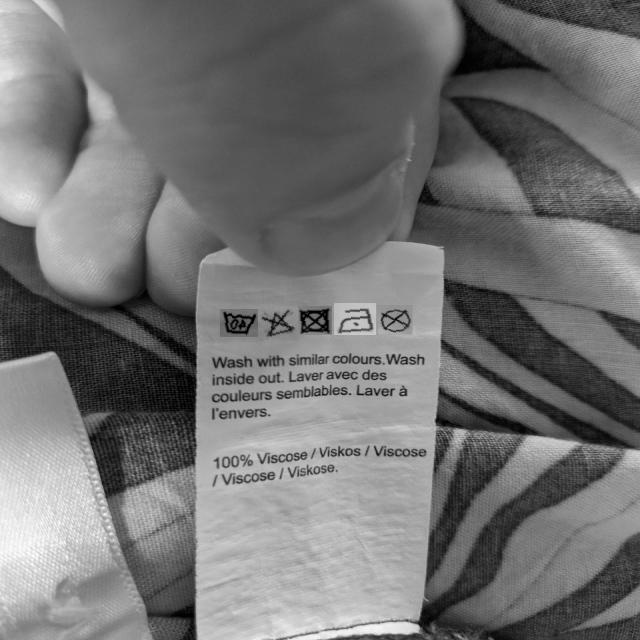 Wash with similar colours.Wash
inside out. Laver avec des
couleurs semblables. Laver à
l'envers.
100% Viscose / Viskos / Viscose
/ Viscose / Viskose.